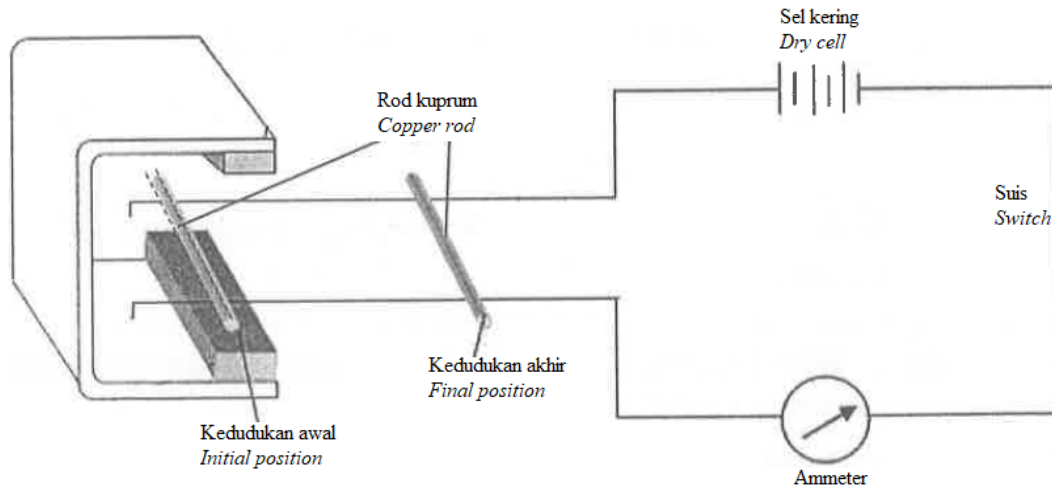 Sel kering
Dry cell
Rod kuprum
Copper rod
Suis
Switch
Kedudukan akhir
Final position
Kedudukan awal
Initial position
Ammeter